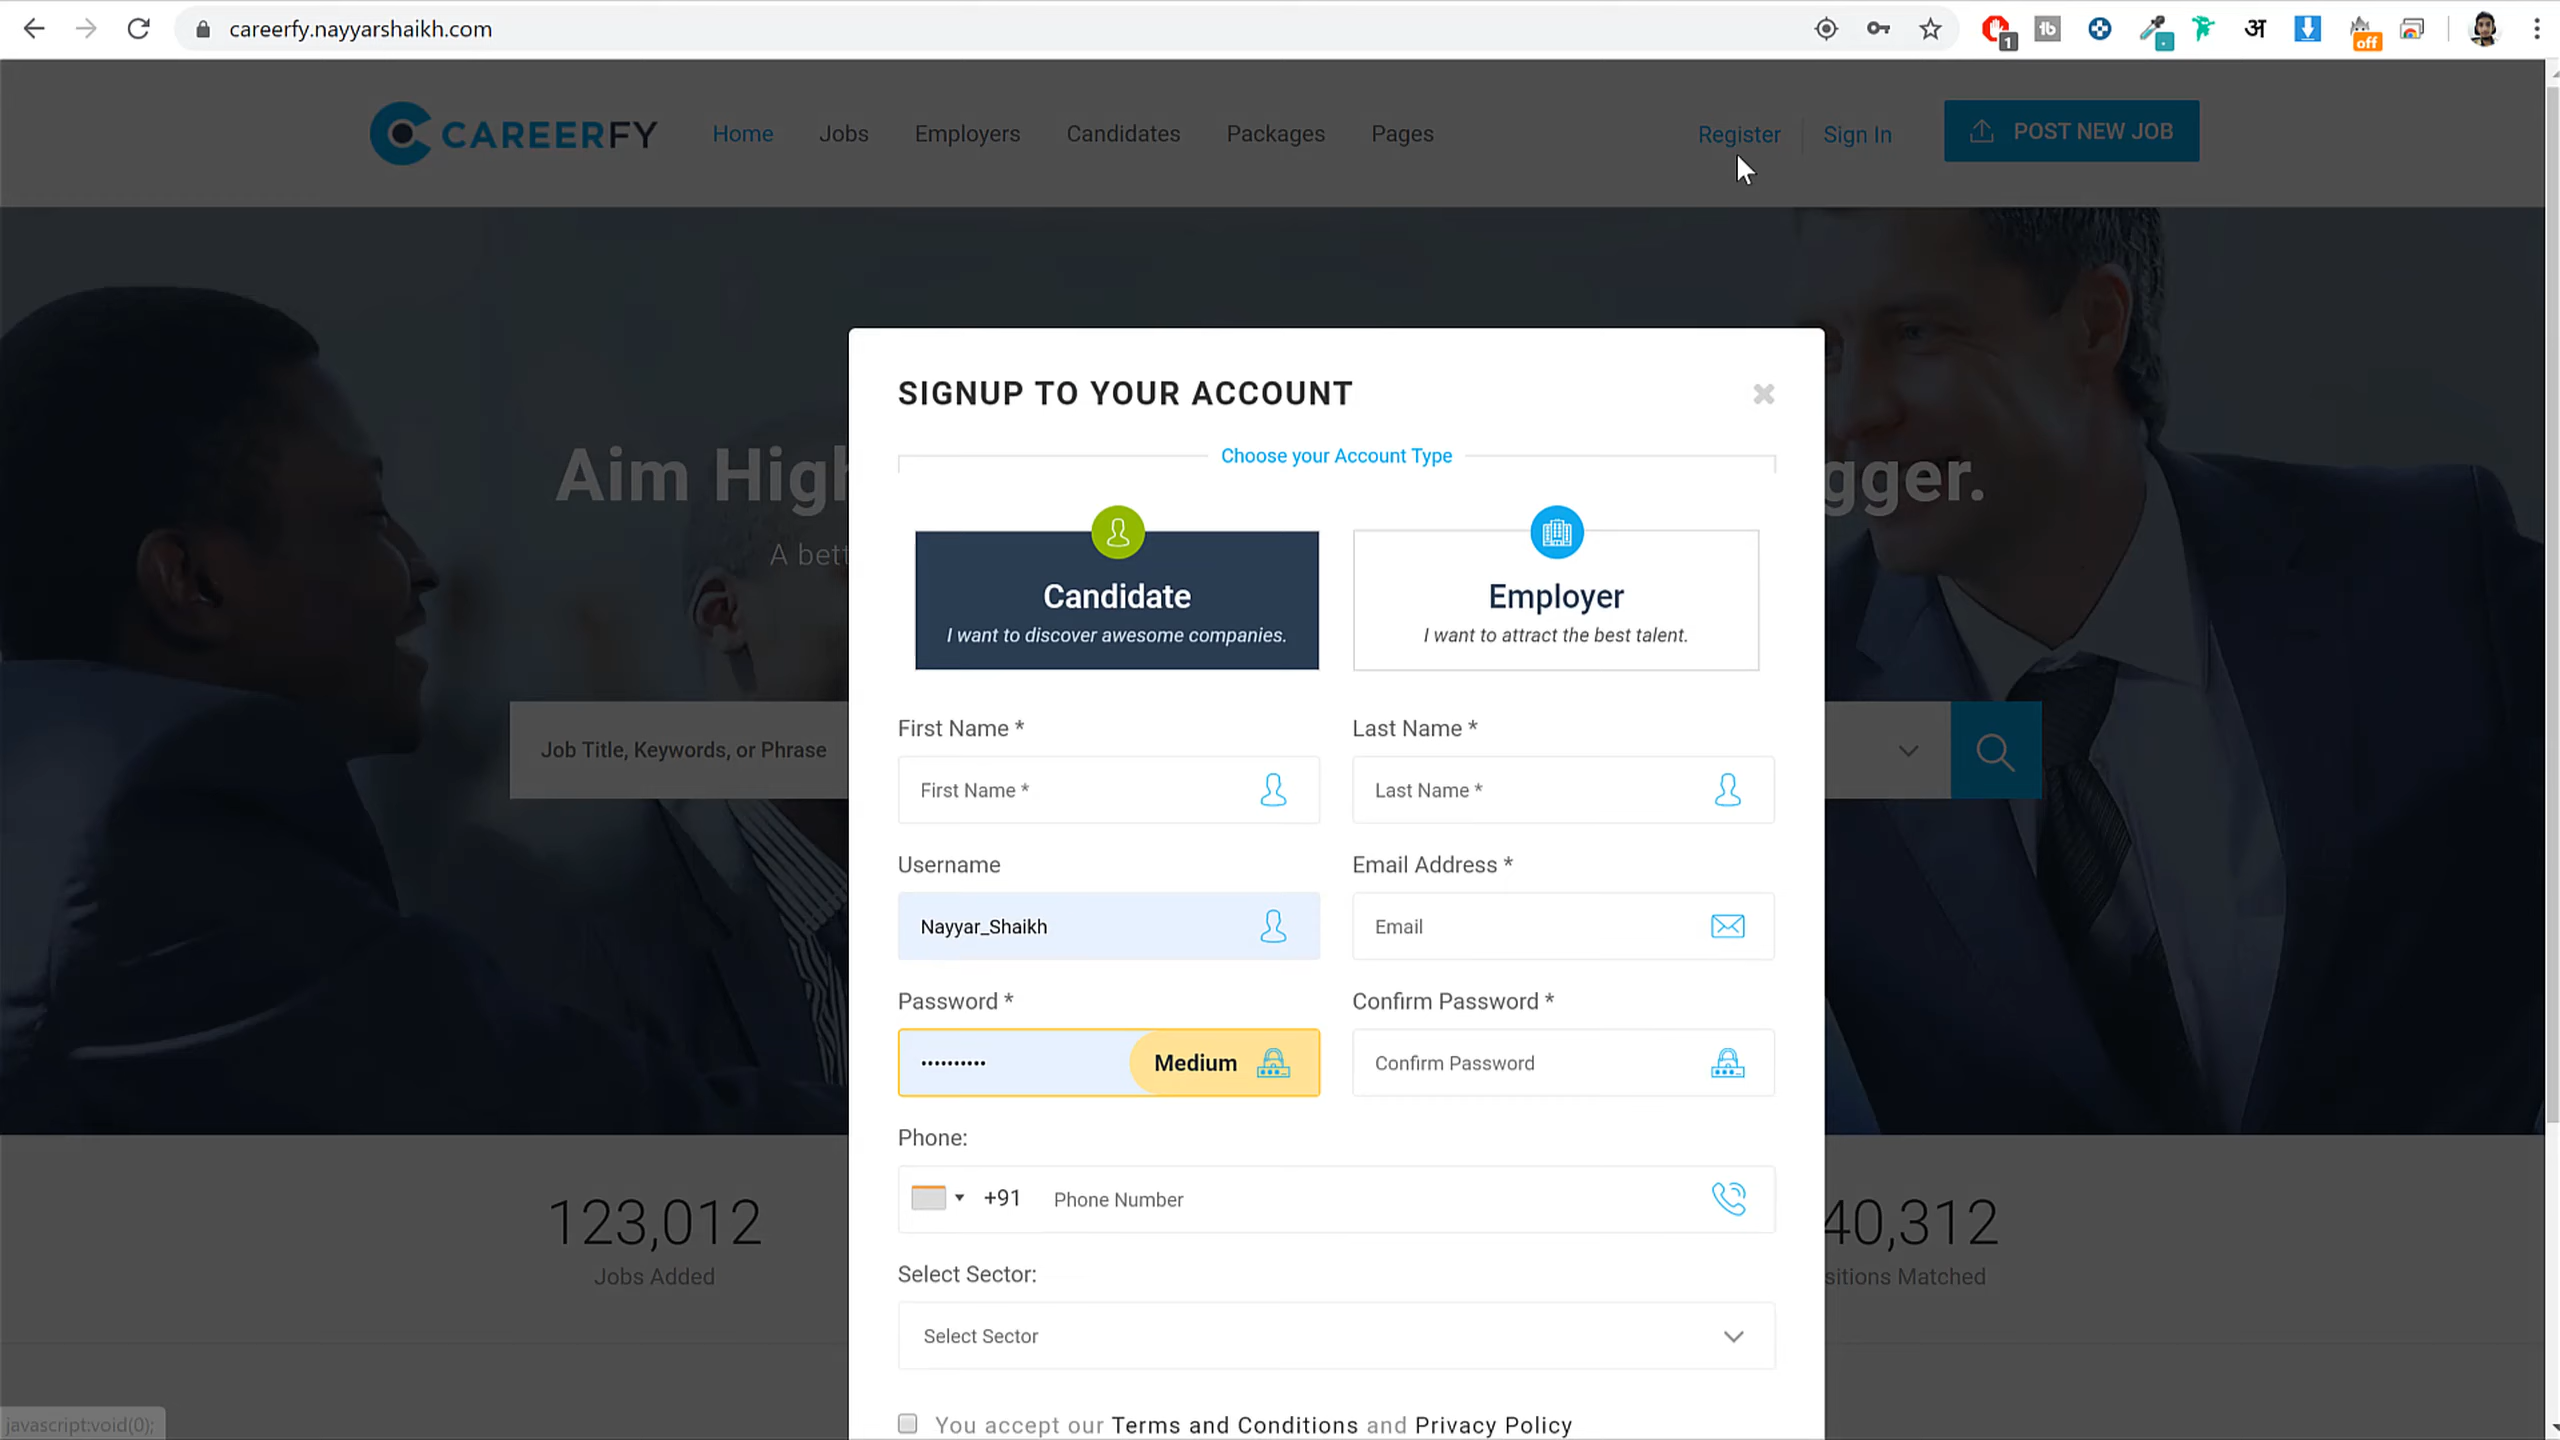 careerfy.nayyarshaikh.com
1
tb
अ
off
CAREERFY
Home
Jobs
Employers
Candidates
Packages
Pages
Register
Sign In
POST NEW JOB
Aim High
gger.
A bett
Job Title, Keywords, or Phrase
SIGNUP TO YOUR ACCOUNT
Choose your Account Type
Candidate
I want to discover awesome companies.
Employer
I want to attract the best talent.
First Name *
Last Name *
First Name *
Last Name *
Username
Email Address *
Nayyar_Shaikh
Email
Password *
Confirm Password *
••••••••••
Medium
Confirm Password
Phone:
+91
Phone Number
Select Sector:
Select Sector
You accept our Terms and Conditions and Privacy Policy
123,012
Jobs Added
40,312
sitions Matched
javascript:void(0);